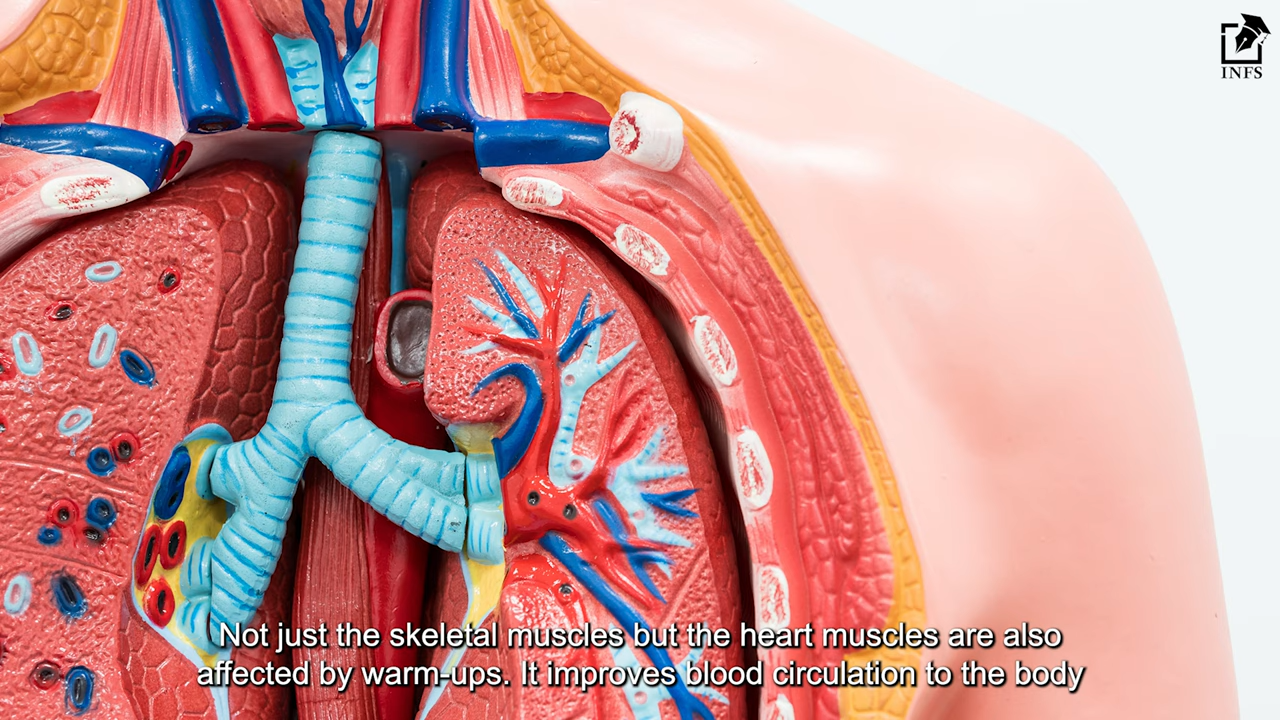 INFS
Not just the skeletal muscles but the heart muscles are also
affected by warm-ups. It improves blood circulation to the body